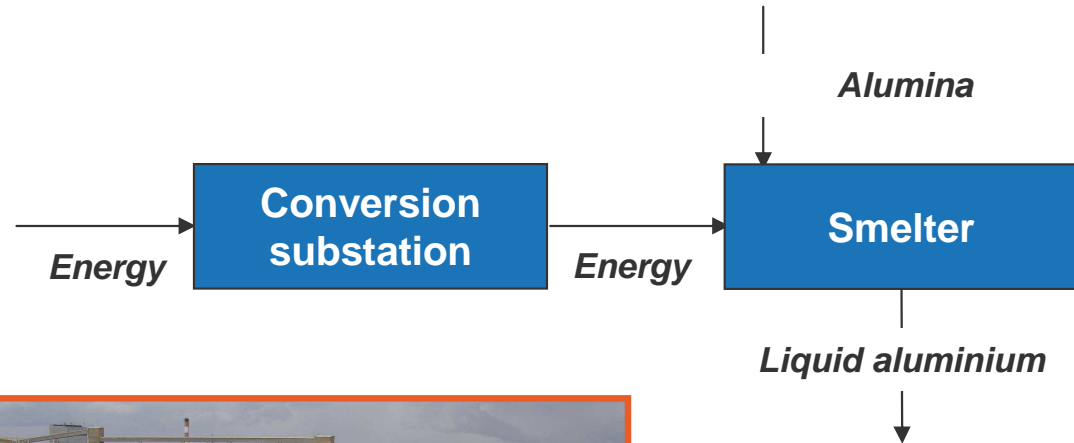 Alumina
Conversion
substation
Smelter
Energy
Energy
Liquid aluminium